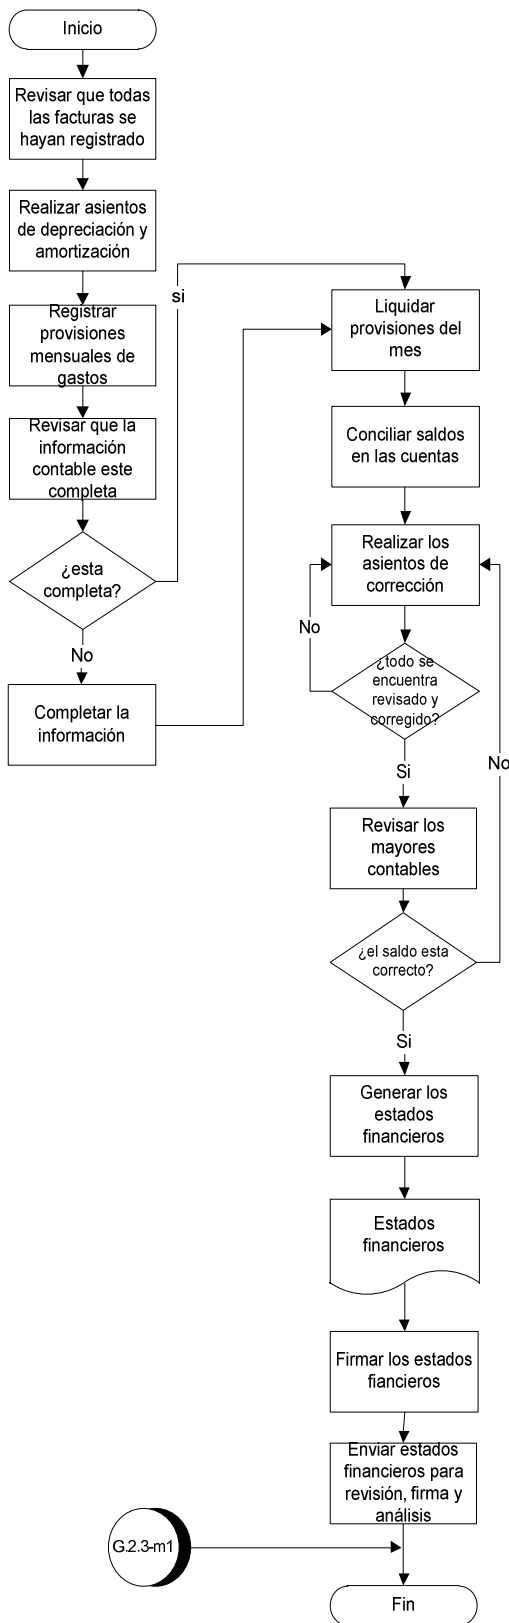 Inicio
Revisar que todas
las facturas se
hayan registrado
Realizar asientos
de depreciación y
amortización
Registrar
provisiones
mensuales de
gastos
Revisar que la
información
contable este
completa
¿esta
completa?
si
No
Completar la
información
Liquidar
provisiones del
mes
Conciliar saldos
en las cuentas
Realizar los
asientos de
corrección
No
¿todo se
encuentra
revisado y
corregido?
Si
No
Revisar los
mayores
contables
¿el saldo esta
correcto?
Si
Generar los
estados
financieros
Estados
financieros
Firmar los estados
fiancieros
Enviar estados
financieros para
revisión, firma y
análisis
G.2.3-m1
Fin